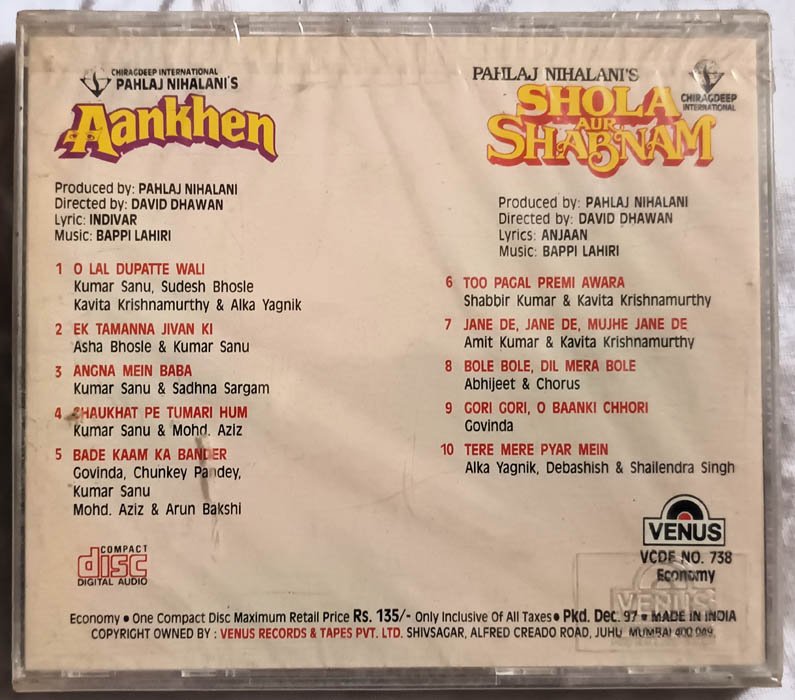 CHIRAGDEEP INTERNATIONAL
PAHLAJ NIHALANI'S
Aankhen
Produced by: PAHLAJ NIHALANI
Directed by: DAVID DHAWAN
Lyric: INDIVAR
Music: BAPPI LAHIRI
1 O LAL DUPATTE WALI
Kumar Sanu, Sudesh Bhosle
Kavita Krishnamurthy & Alka Yagnik
2 EK TAMANNA JIVAN KI
Asha Bhosle & Kumar Sanu
3 ANGNA MEIN BABA
Kumar Sanu & Sadhna Sargam
4 CHAUKHAT PE TUMARI HUM
Kumar Sanu & Mohd. Aziz
5 BADE KAAM KA BANDER
Govinda, Chunkey Pandey,
Kumar Sanu
Mohd. Aziz & Arun Bakshi
PAHLAJ NIHALANI'S
SHOLA
AUR
SHABNAM
CHIRAGDEEP
INTERNATIONAL
Produced by: PAHLAJ NIHALANI
Directed by: DAVID DHAWAN
Lyrics: ANJAAN
Music: BAPPI LAHIRI
6 TOO PAGAL PREMI AWARA
Shabbir Kumar & Kavita Krishnamurthy
7 JANE DE, JANE DE, MUJHE JANE DE
Amit Kumar & Kavita Krishnamurthy
8 BOLE BOLE, DIL MERA BOLE
Abhijeet & Chorus
9 GORI GORI, O BAANKI CHHORI
Govinda
10 TERE MERE PYAR MEIN
Alka Yagnik, Debashish & Shailendra Singh
COMPACT
disc
DIGITAL AUDIO
VENUS
VCDF NO. 738
Economy
VENUS
Economy • One Compact Disc Maximum Retail Price Rs. 135/- Only Inclusive Of All Taxes • Pkd. Dec. 97 • MADE IN INDIA
COPYRIGHT OWNED BY : VENUS RECORDS & TAPES PVT. LTD. SHIVSAGAR, ALFRED CREADO ROAD, JUHU, MUMBAI 400 049.